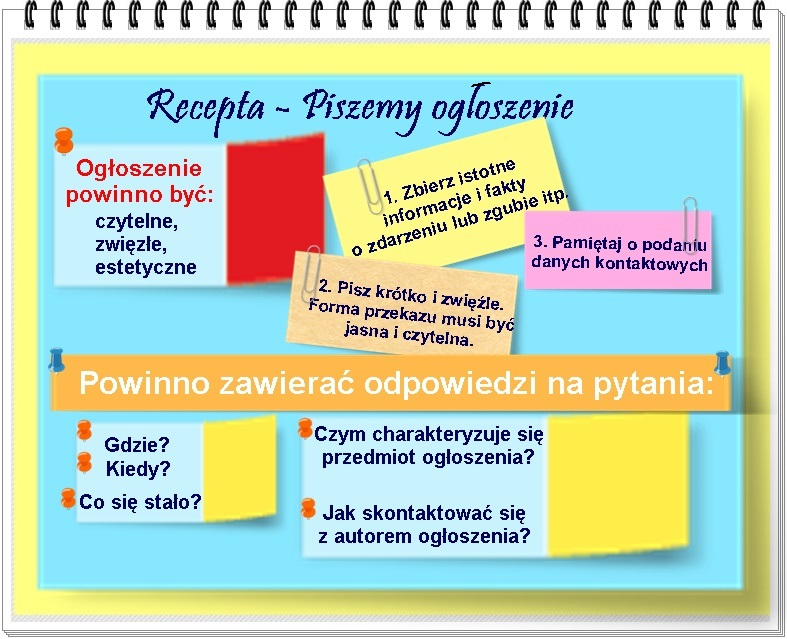 Recepta - Piszemy ogłoszenie
Ogłoszenie
powinno być:
czytelne,
zwięzłe,
estetyczne
1. Zbierz istotne
informacje i fakty
o zdarzeniu lub zgubie itp.
2. Pisz krótko i zwięźle.
Forma przekazu musi być
jasna i czytelna.
3. Pamiętaj o podaniu
danych kontaktowych
Powinno zawierać odpowiedzi na pytania:
Gdzie?
Kiedy?
Co się stało?
Czym charakteryzuje się
przedmiot ogłoszenia?
Jak skontaktować się
z autorem ogłoszenia?